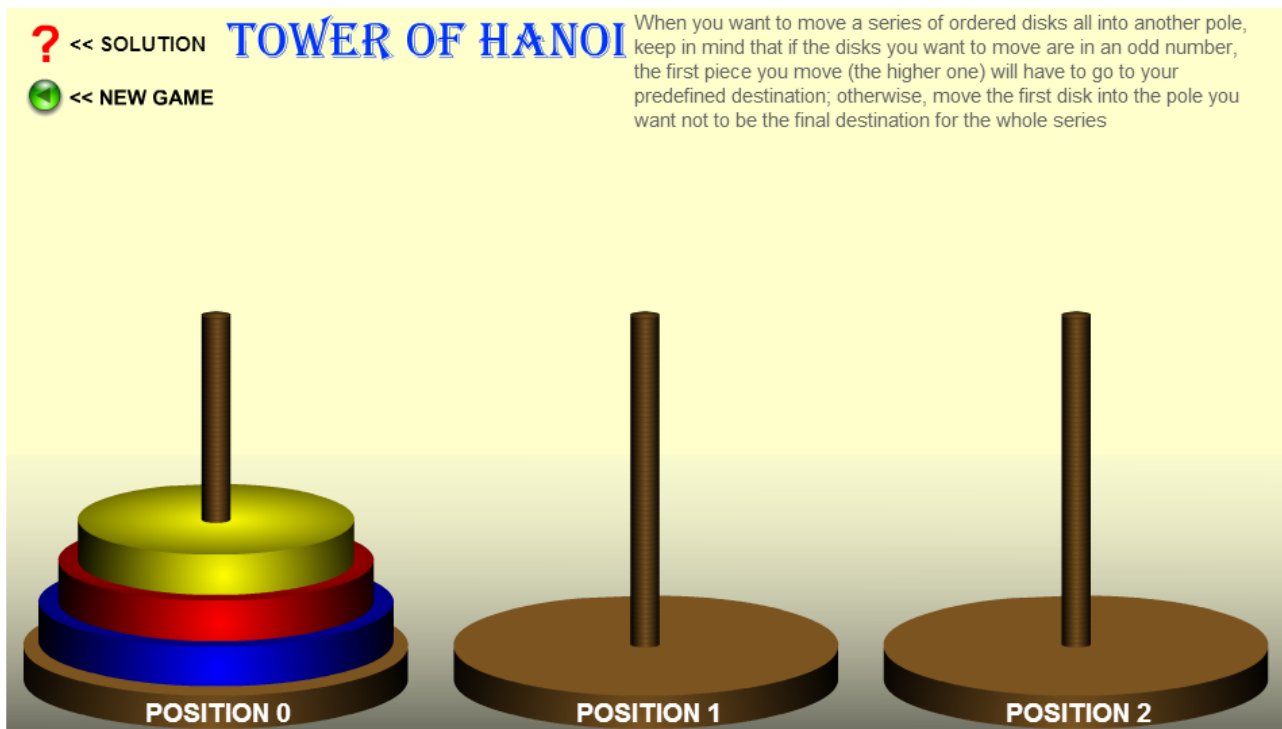 ? << SOLUTION
TOWER OF HANOI
<< NEW GAME
When you want to move a series of ordered disks all into another pole,
keep in mind that if the disks you want to move are in an odd number,
the first piece you move (the higher one) will have to go to your
predefined destination; otherwise, move the first disk into the pole you
want not to be the final destination for the whole series
POSITION 0
POSITION 1
POSITION 2